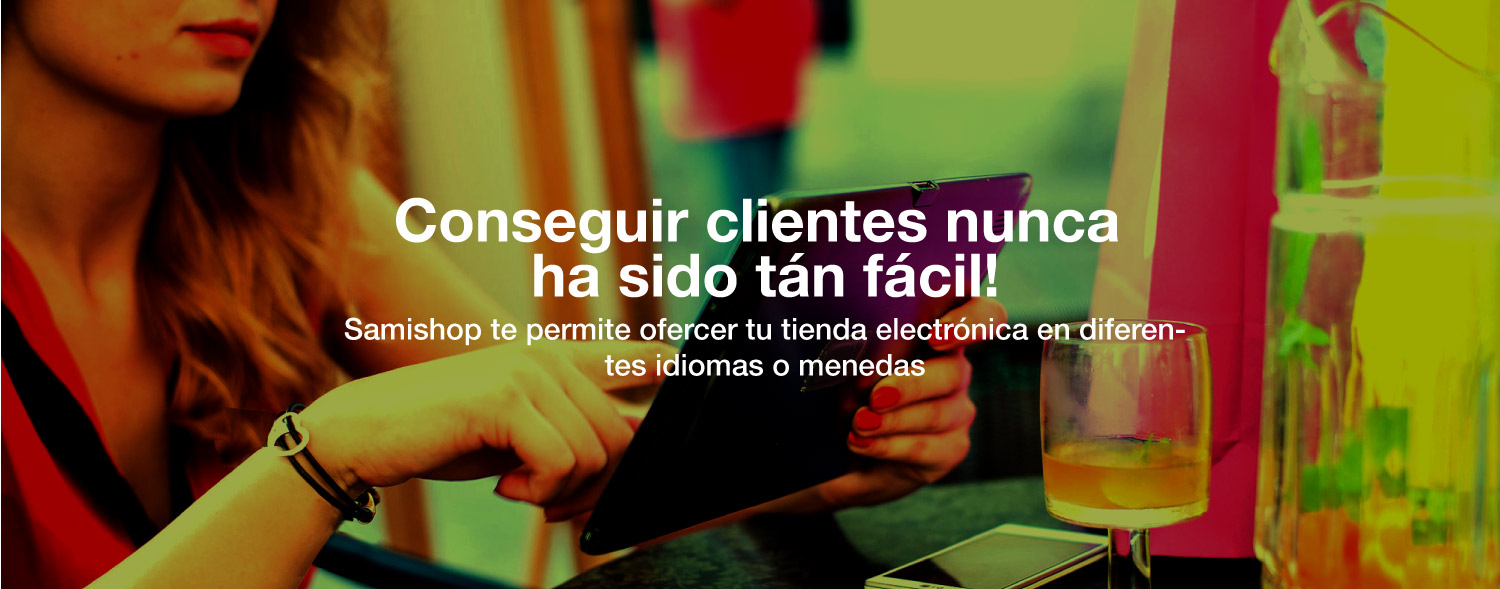 Conseguir clientes nunca
ha sido tán fácil!
Samishop te permite ofercer tu tienda electrónica en diferen-
tes idiomas o menedas